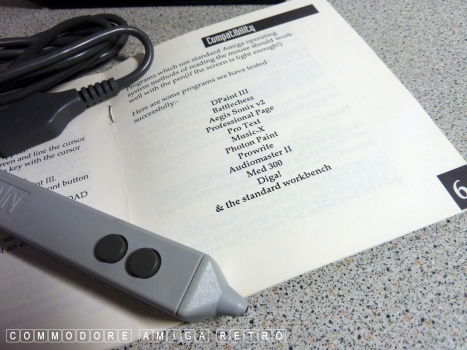 Compatibility
Programs which use standard Amiga operating
system methods of reading the mouse should work
well with the pen(if the screen is light enough!)
Here are some programs we have tested
successfully:-
DPaint III
Battlechess
Aegis Sonix v2
Professional Page
Pro Text
Music-X
Photon Paint
Prowrite
Audiomaster II
Med 300
Diga!
& the standard workbench
6
reen and line the cursor
key with the cursor
nt III.
ont button
OAD
COMMODORE AMIGA RETRO